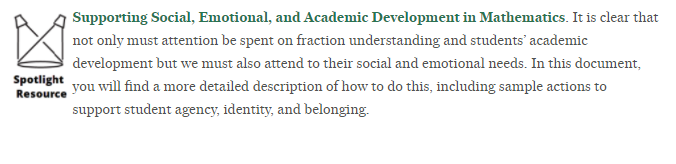 Supporting Social, Emotional, and Academic Development in Mathematics. It is clear that
not only must attention be spent on fraction understanding and students’ academic
development but we must also attend to their social and emotional needs. In this document,
you will find a more detailed description of how to do this, including sample actions to
support student agency, identity, and belonging.
Spotlight
Resource